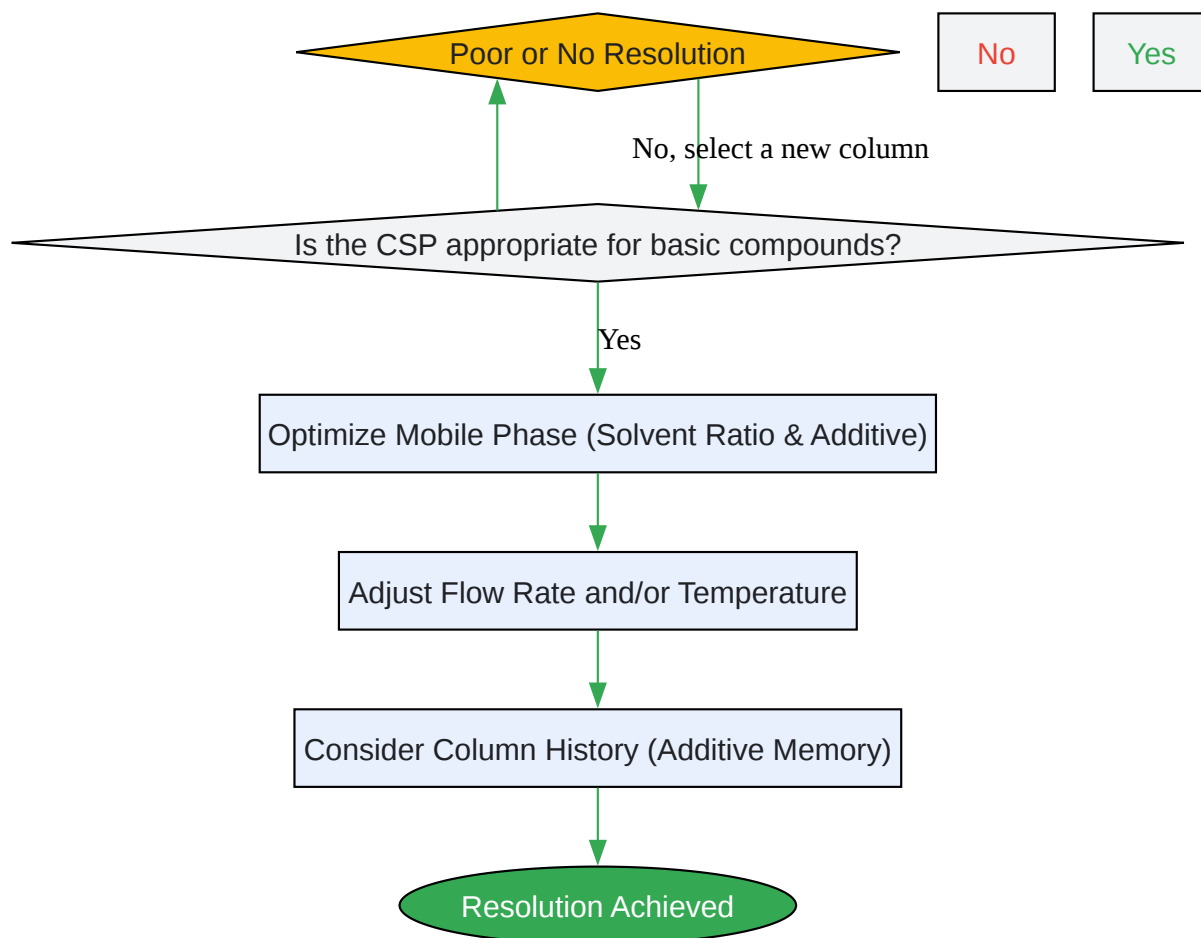 Poor or No Resolution
No
Yes
No, select a new column
Is the CSP appropriate for basic compounds?
Yes
Optimize Mobile Phase (Solvent Ratio & Additive)
Adjust Flow Rate and/or Temperature
Consider Column History (Additive Memory)
Resolution Achieved